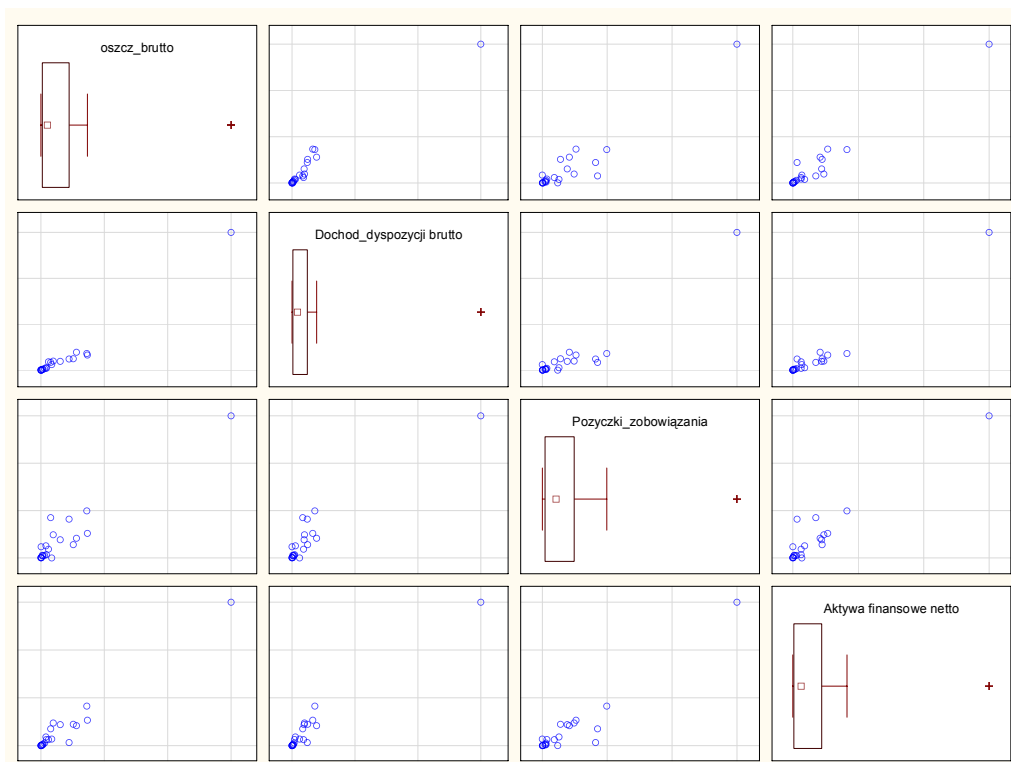 oszcz_brutto
Dochod_dyspozycji brutto
Pozyczki_zobowiązania
Aktywa finansowe netto